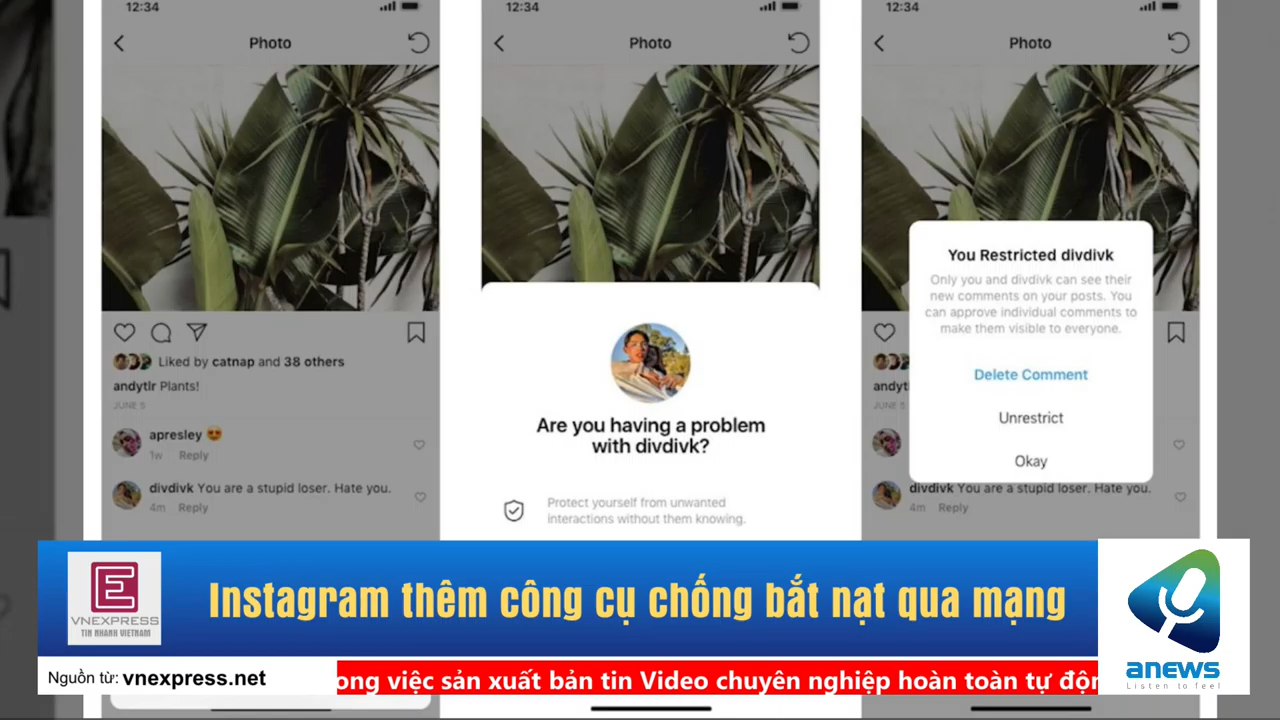 12:34
Photo
Liked by catnap and 38 others
andytlr Plants!
JUNE 5
apresley 😍
1w Reply
divdivk You are a stupid loser. Hate you.
4m Reply
12:34
Photo
Are you having a problem
with divdivk?
Protect yourself from unwanted
interactions without them knowing.
12:34
Photo
You Restricted divdivk
Only you and divdivk can see their
new comments on your posts. You
can approve individual comments to
make them visible to everyone.
Delete Comment
Unrestrict
Okay
andytl
JUNE 5
divdivk You are a stupid loser. Hate you.
4m Reply
E
VNEXPRESS
TIN NHANH VIETNAM
Instagram thêm công cụ chống bắt nạt qua mạng
Nguồn từ: vnexpress.net
ong việc sản xuất bản tin Video chuyên nghiệp hoàn toàn tự độn
anews
Listen to feel